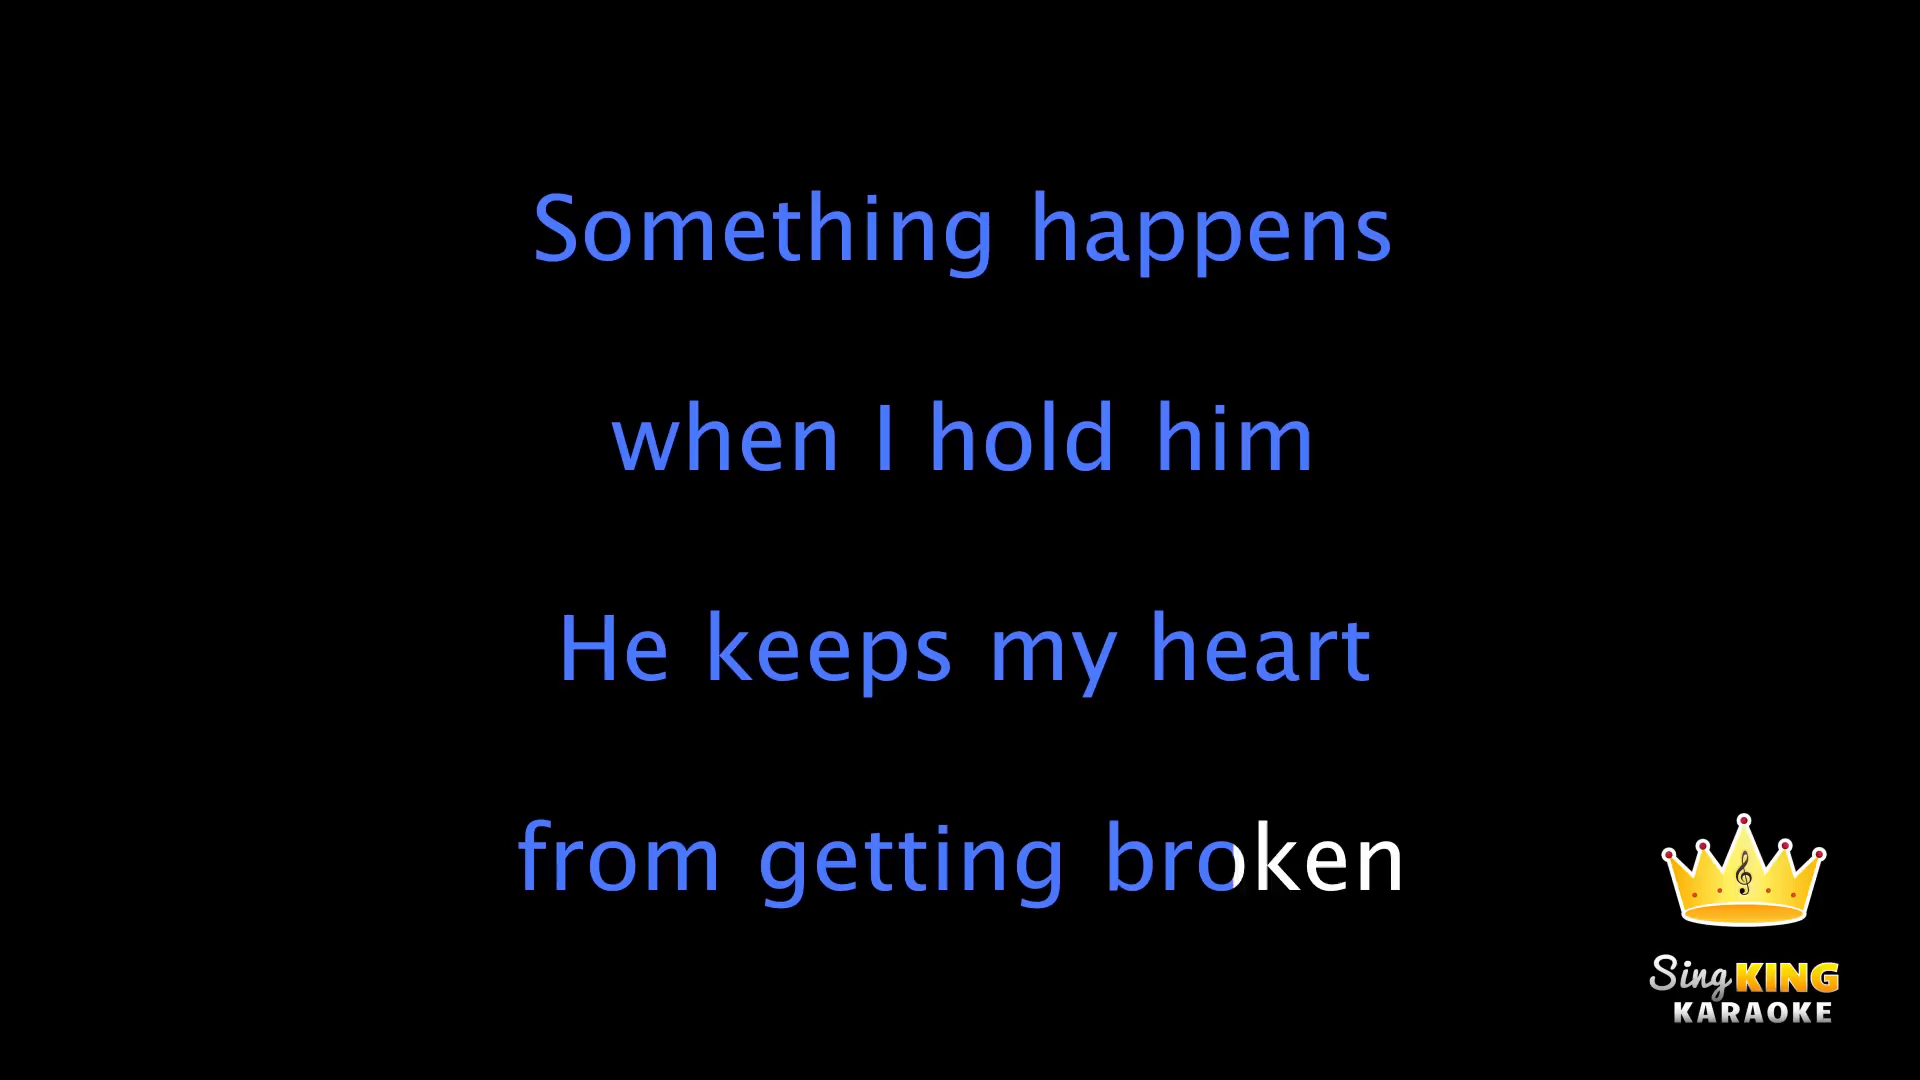 Something happens
when I hold him
He keeps my heart
from getting broken
Sing KING
KARAOKE